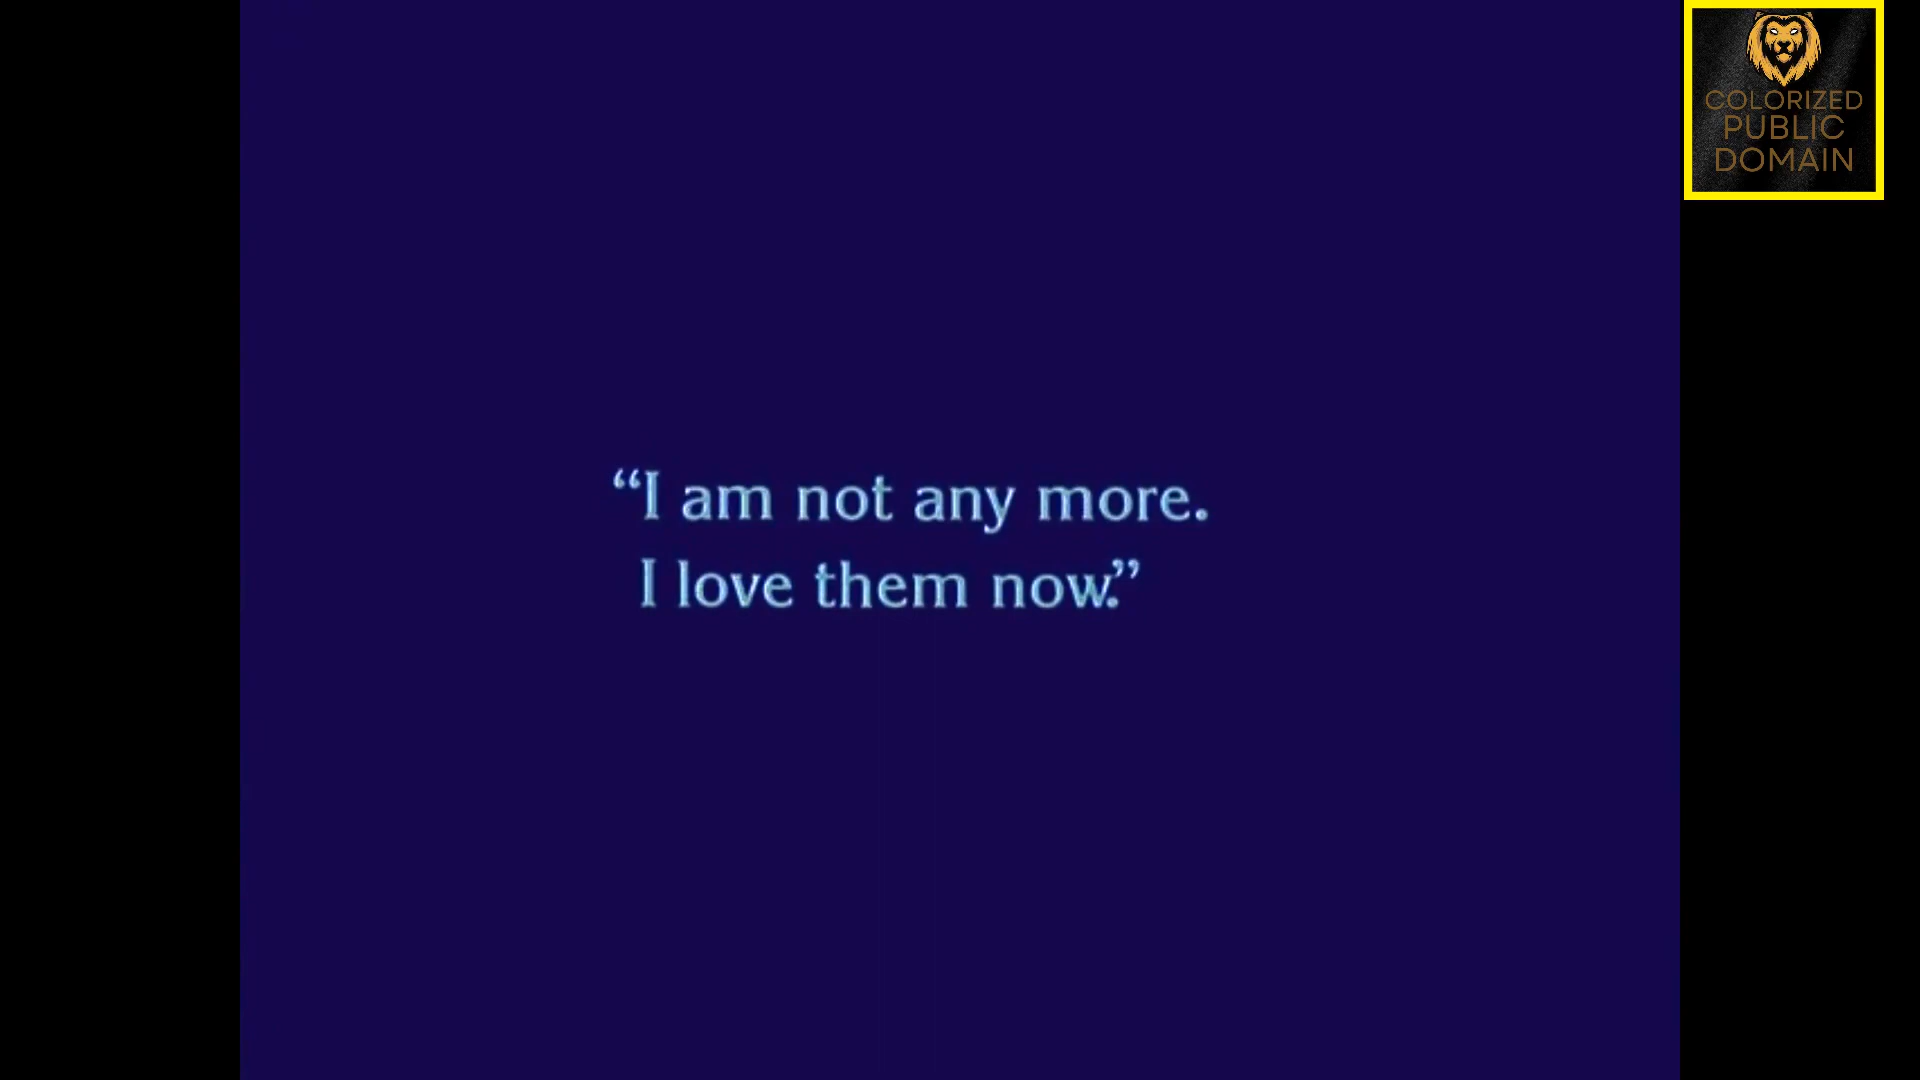 “I am not any more.
I love them now.”
COLORIZED
PUBLIC
DOMAIN